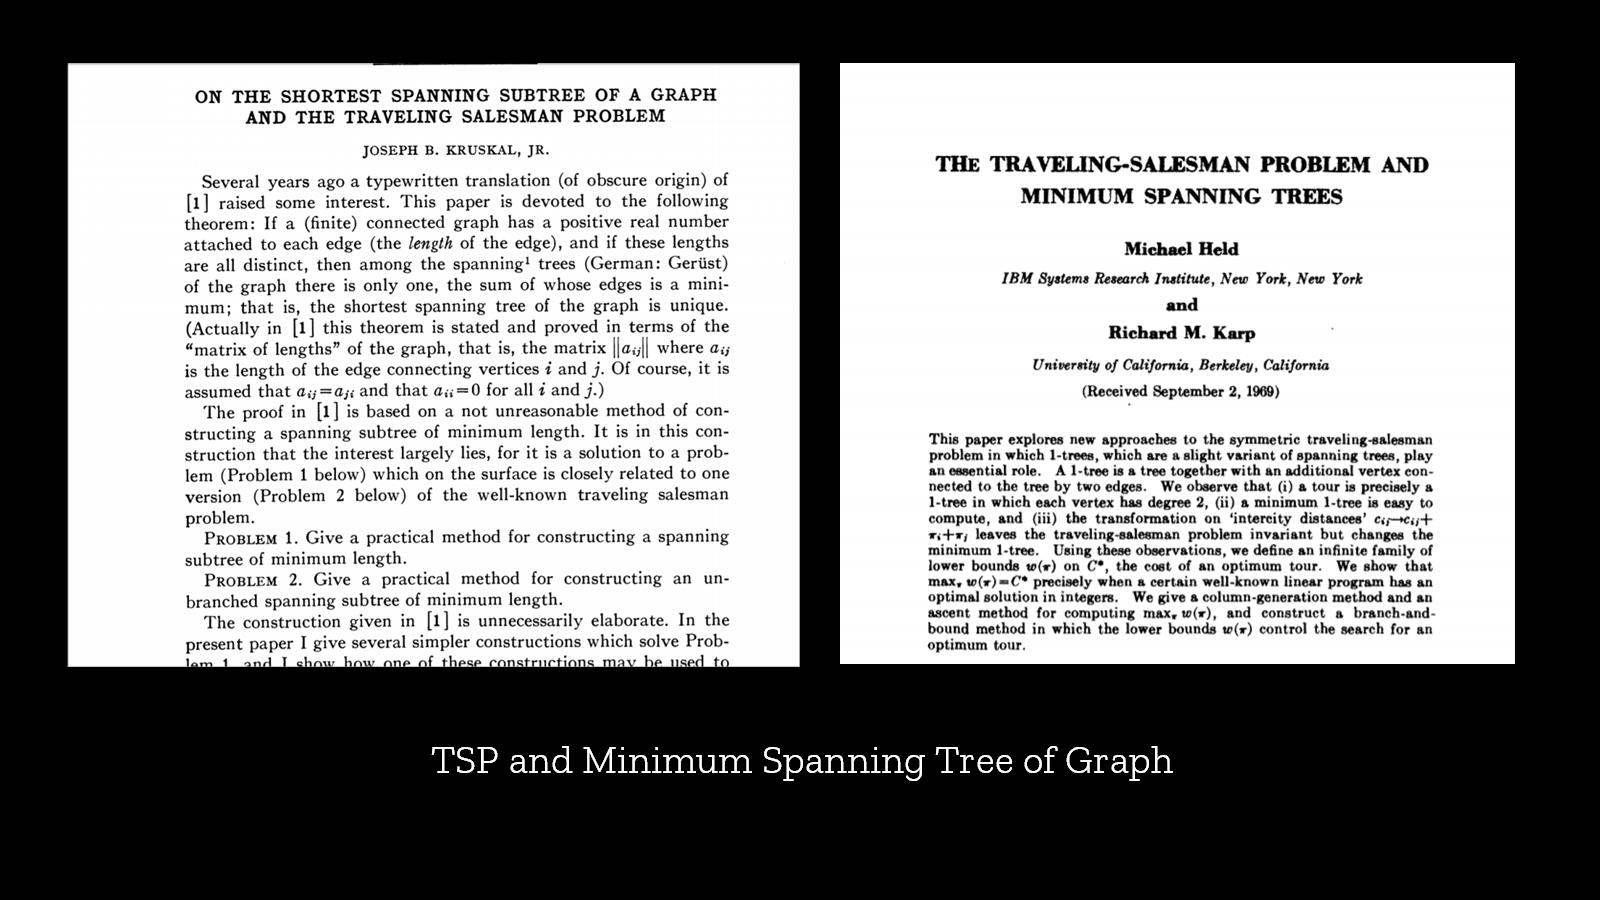 ON THE SHORTEST SPANNING SUBTREE OF A GRAPH
AND THE TRAVELING SALESMAN PROBLEM
JOSEPH B. KRUSKAL, JR.
Several years ago a typewritten translation (of obscure origin) of
[1] raised some interest. This paper is devoted to the following
theorem: If a (finite) connected graph has a positive real number
attached to each edge (the length of the edge), and if these lengths
are all distinct, then among the spanning¹ trees (German: Gerüst)
of the graph there is only one, the sum of whose edges is a mini-
mum; that is, the shortest spanning tree of the graph is unique.
(Actually in [1] this theorem is stated and proved in terms of the
“matrix of lengths” of the graph, that is, the matrix ||aij|| where aij
is the length of the edge connecting vertices i and j. Of course, it is
assumed that aij=aji and that aii=0 for all i and j.)
The proof in [1] is based on a not unreasonable method of con-
structing a spanning subtree of minimum length. It is in this con-
struction that the interest largely lies, for it is a solution to a prob-
lem (Problem 1 below) which on the surface is closely related to one
version (Problem 2 below) of the well-known traveling salesman
problem.
PROBLEM 1. Give a practical method for constructing a spanning
subtree of minimum length.
PROBLEM 2. Give a practical method for constructing an un-
branched spanning subtree of minimum length.
The construction given in [1] is unnecessarily elaborate. In the
present paper I give several simpler constructions which solve Prob-
lem 1, and I show how one of these constructions may be used to
THE TRAVELING-SALESMAN PROBLEM AND
MINIMUM SPANNING TREES
Michael Held
IBM Systems Research Institute, New York, New York
and
Richard M. Karp
University of California, Berkeley, California
(Received September 2, 1969)
This paper explores new approaches to the symmetric traveling-salesman
problem in which 1-trees, which are a slight variant of spanning trees, play
an essential role. A 1-tree is a tree together with an additional vertex con-
nected to the tree by two edges. We observe that (i) a tour is precisely a
1-tree in which each vertex has degree 2, (ii) a minimum 1-tree is easy to
compute, and (iii) the transformation on ‘intercity distances’ cij→cij+
πi+πj leaves the traveling-salesman problem invariant but changes the
minimum 1-tree. Using these observations, we define an infinite family of
lower bounds w(π) on C*, the cost of an optimum tour. We show that
maxπ w(π)=C* precisely when a certain well-known linear program has an
optimal solution in integers. We give a column-generation method and an
ascent method for computing maxπ w(π), and construct a branch-and-
bound method in which the lower bounds w(π) control the search for an
optimum tour.
TSP and Minimum Spanning Tree of Graph